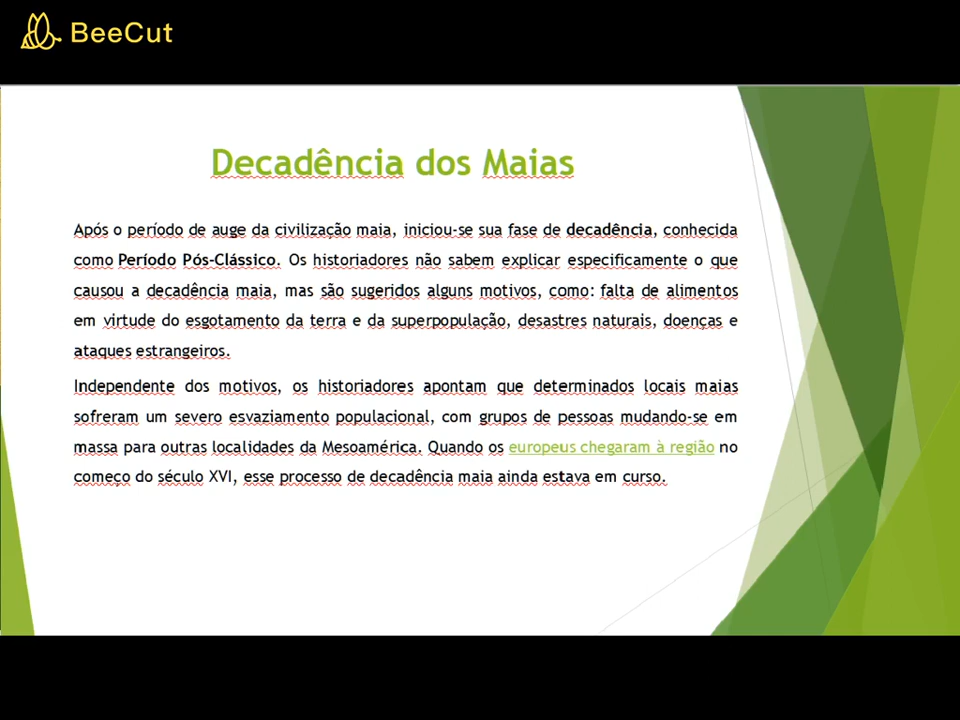 BeeCut
Decadência dos Maias
Após o período de auge da civilização maia, iniciou-se sua fase de decadência, conhecida
como Período Pós-Clássico. Os historiadores não sabem explicar especificamente o que
causou a decadência maia, mas são sugeridos alguns motivos, como: falta de alimentos
em virtude do esgotamento da terra e da superpopulação, desastres naturais, doenças e
ataques estrangeiros.
Independente dos motivos, os historiadores apontam que determinados locais maias
sofreram um severo esvaziamento populacional, com grupos de pessoas mudando-se em
massa para outras localidades da Mesoamérica. Quando os europeus chegaram à região no
começo do século XVI, esse processo de decadência maia ainda estava em curso.